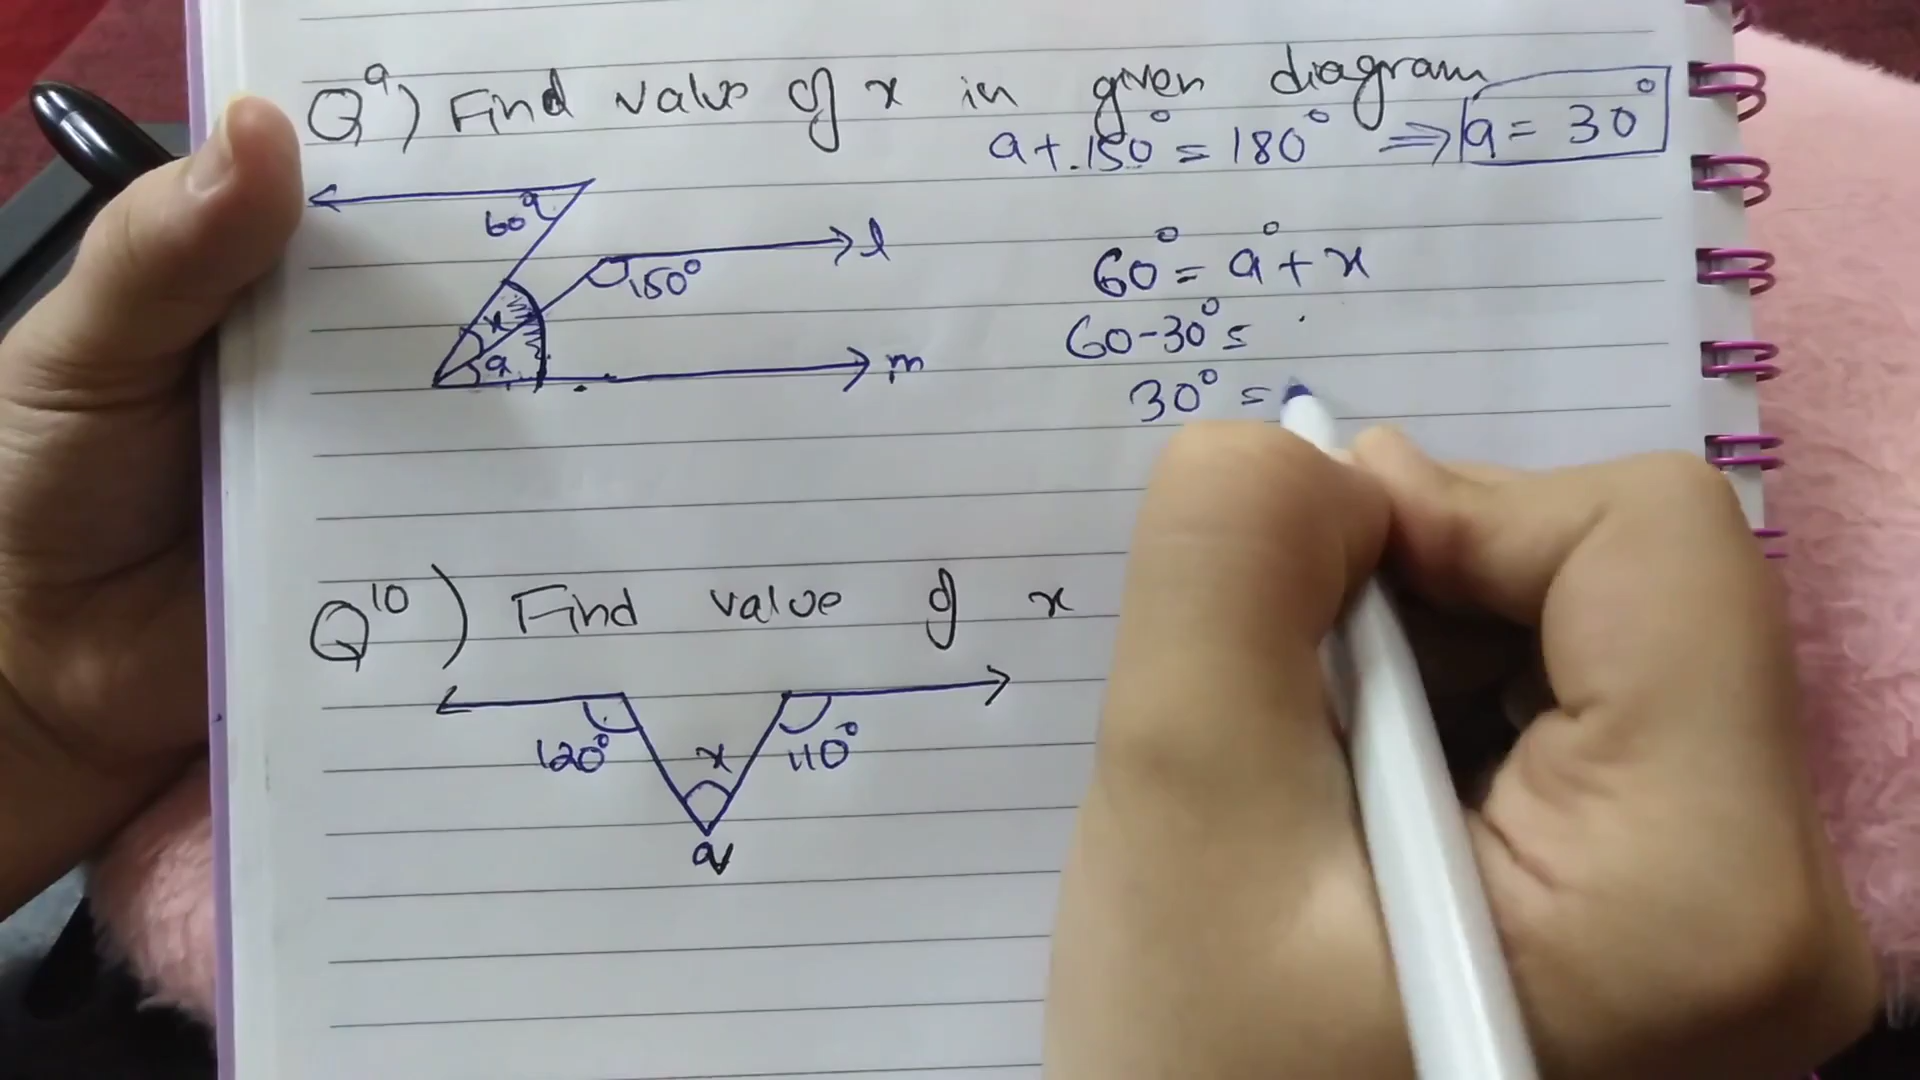 Q9) Find value of x in given diagram
a + 150° = 180° ⇒ a = 30°
60°
l
150°
60° = a° + x
x
60 - 30° =
a
m
30° =
Q10) Find value of x
120°
x
110°
a